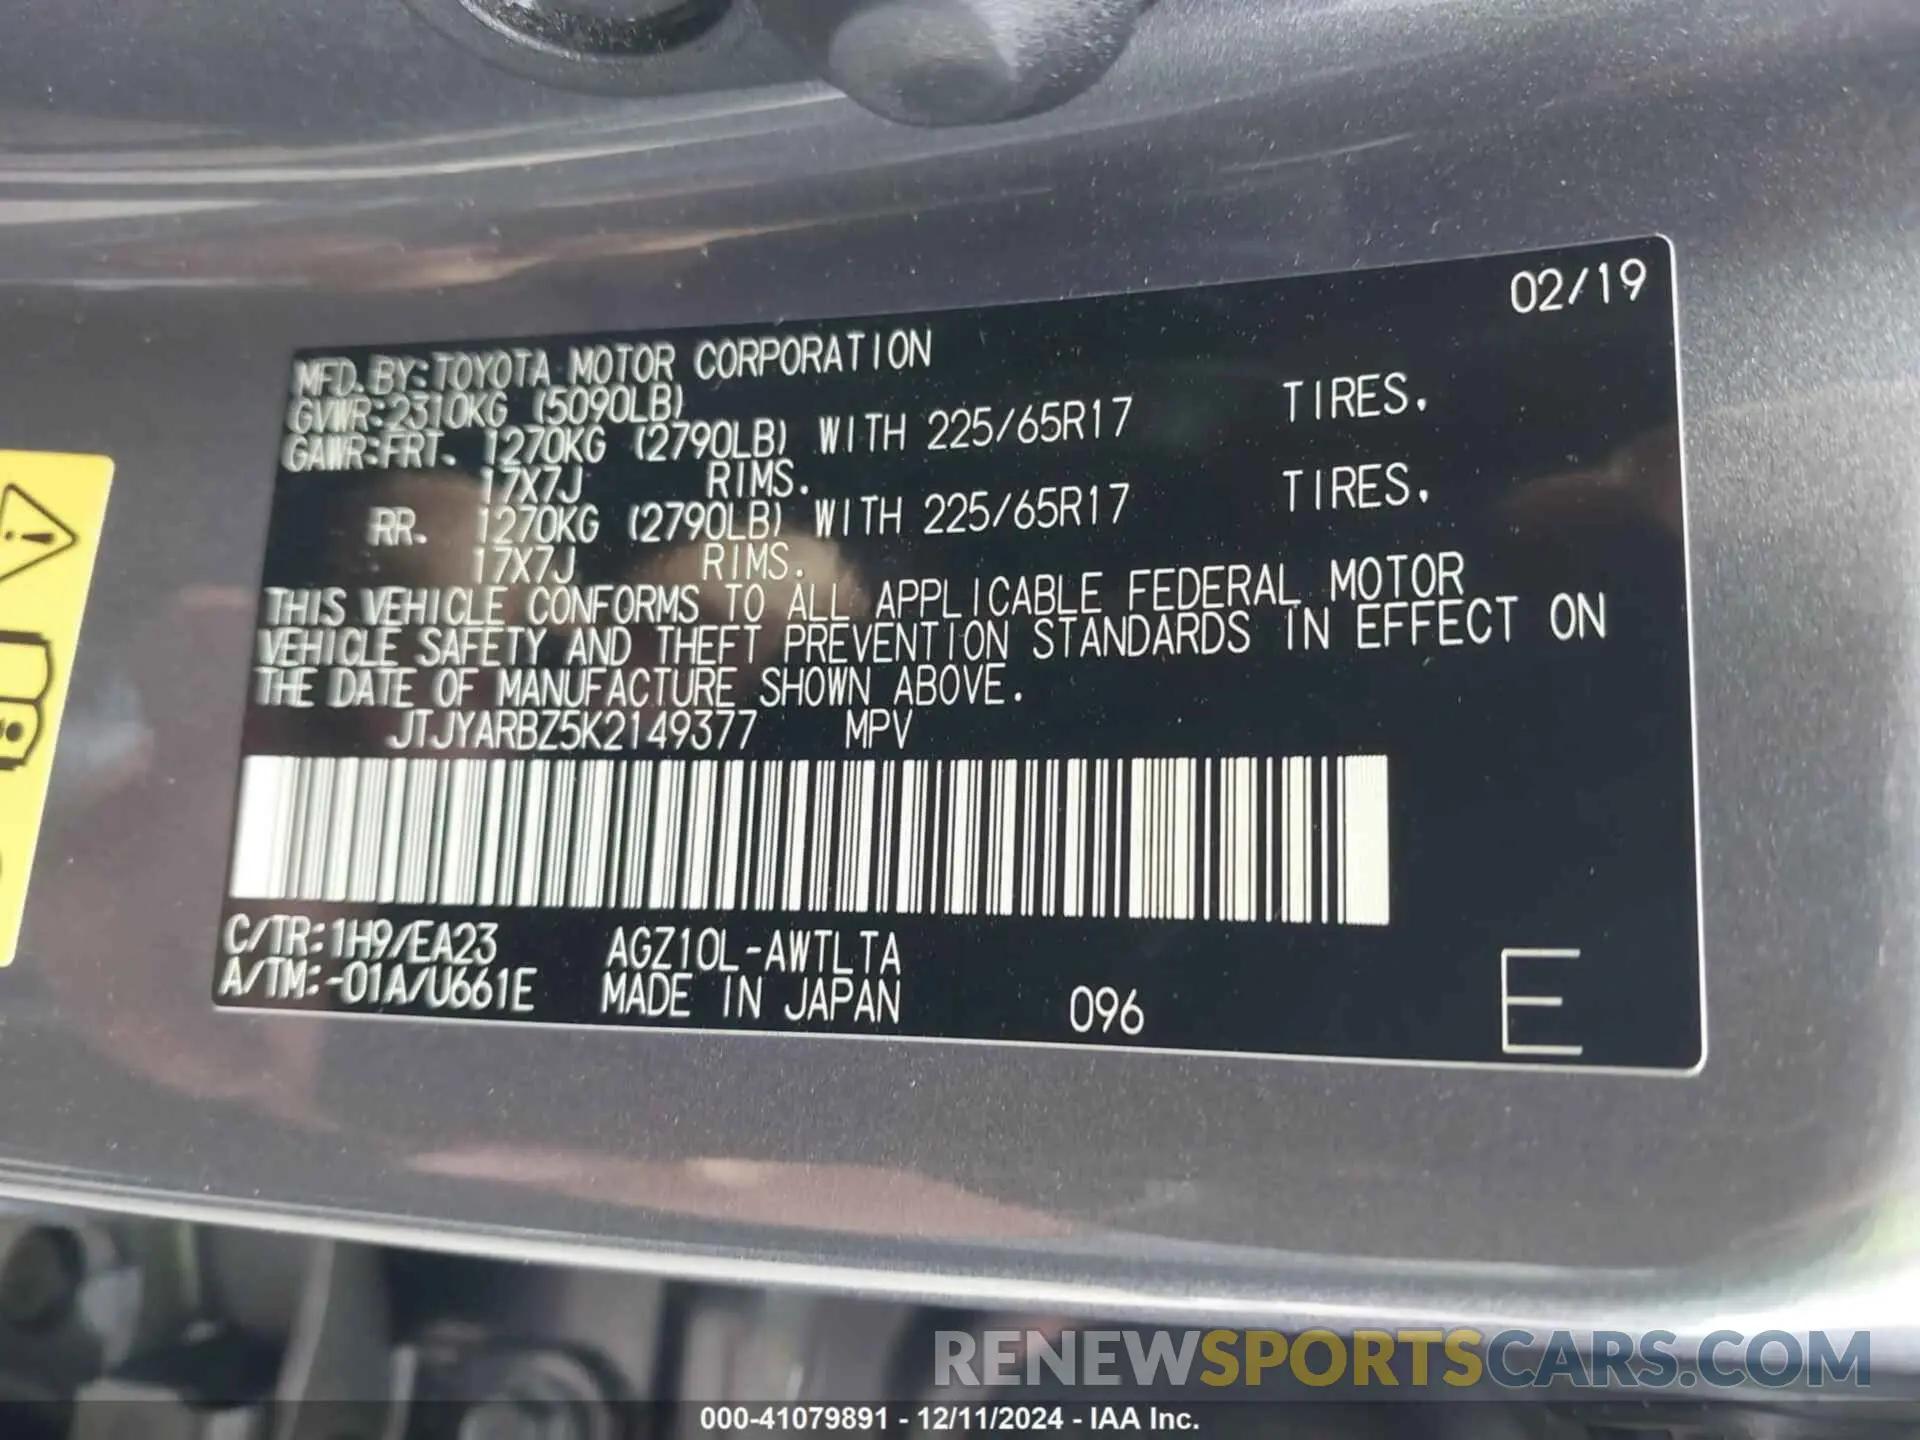 02/19
MFD. BY: TOYOTA MOTOR CORPORATION
GVWR: 2310KG (5090LB)
GAWR: FRT. 1270KG (2790LB) WITH 225/65R17 TIRES.
17X7J RIMS.
RR. 1270KG (2790LB) WITH 225/65R17 TIRES.
17X7J RIMS.
THIS VEHICLE CONFORMS TO ALL APPLICABLE FEDERAL MOTOR
VEHICLE SAFETY AND THEFT PREVENTION STANDARDS IN EFFECT ON
THE DATE OF MANUFACTURE SHOWN ABOVE.
JTJYARBZ5K2149377 MPV
C/TR: 1H9/EA23 AGZ10L-AWTLTA
A/TM: -01A/U661E MADE IN JAPAN 096 E
RENEWSPORTSCARS.COM
000-41079891 - 12/11/2024 - IAA Inc.